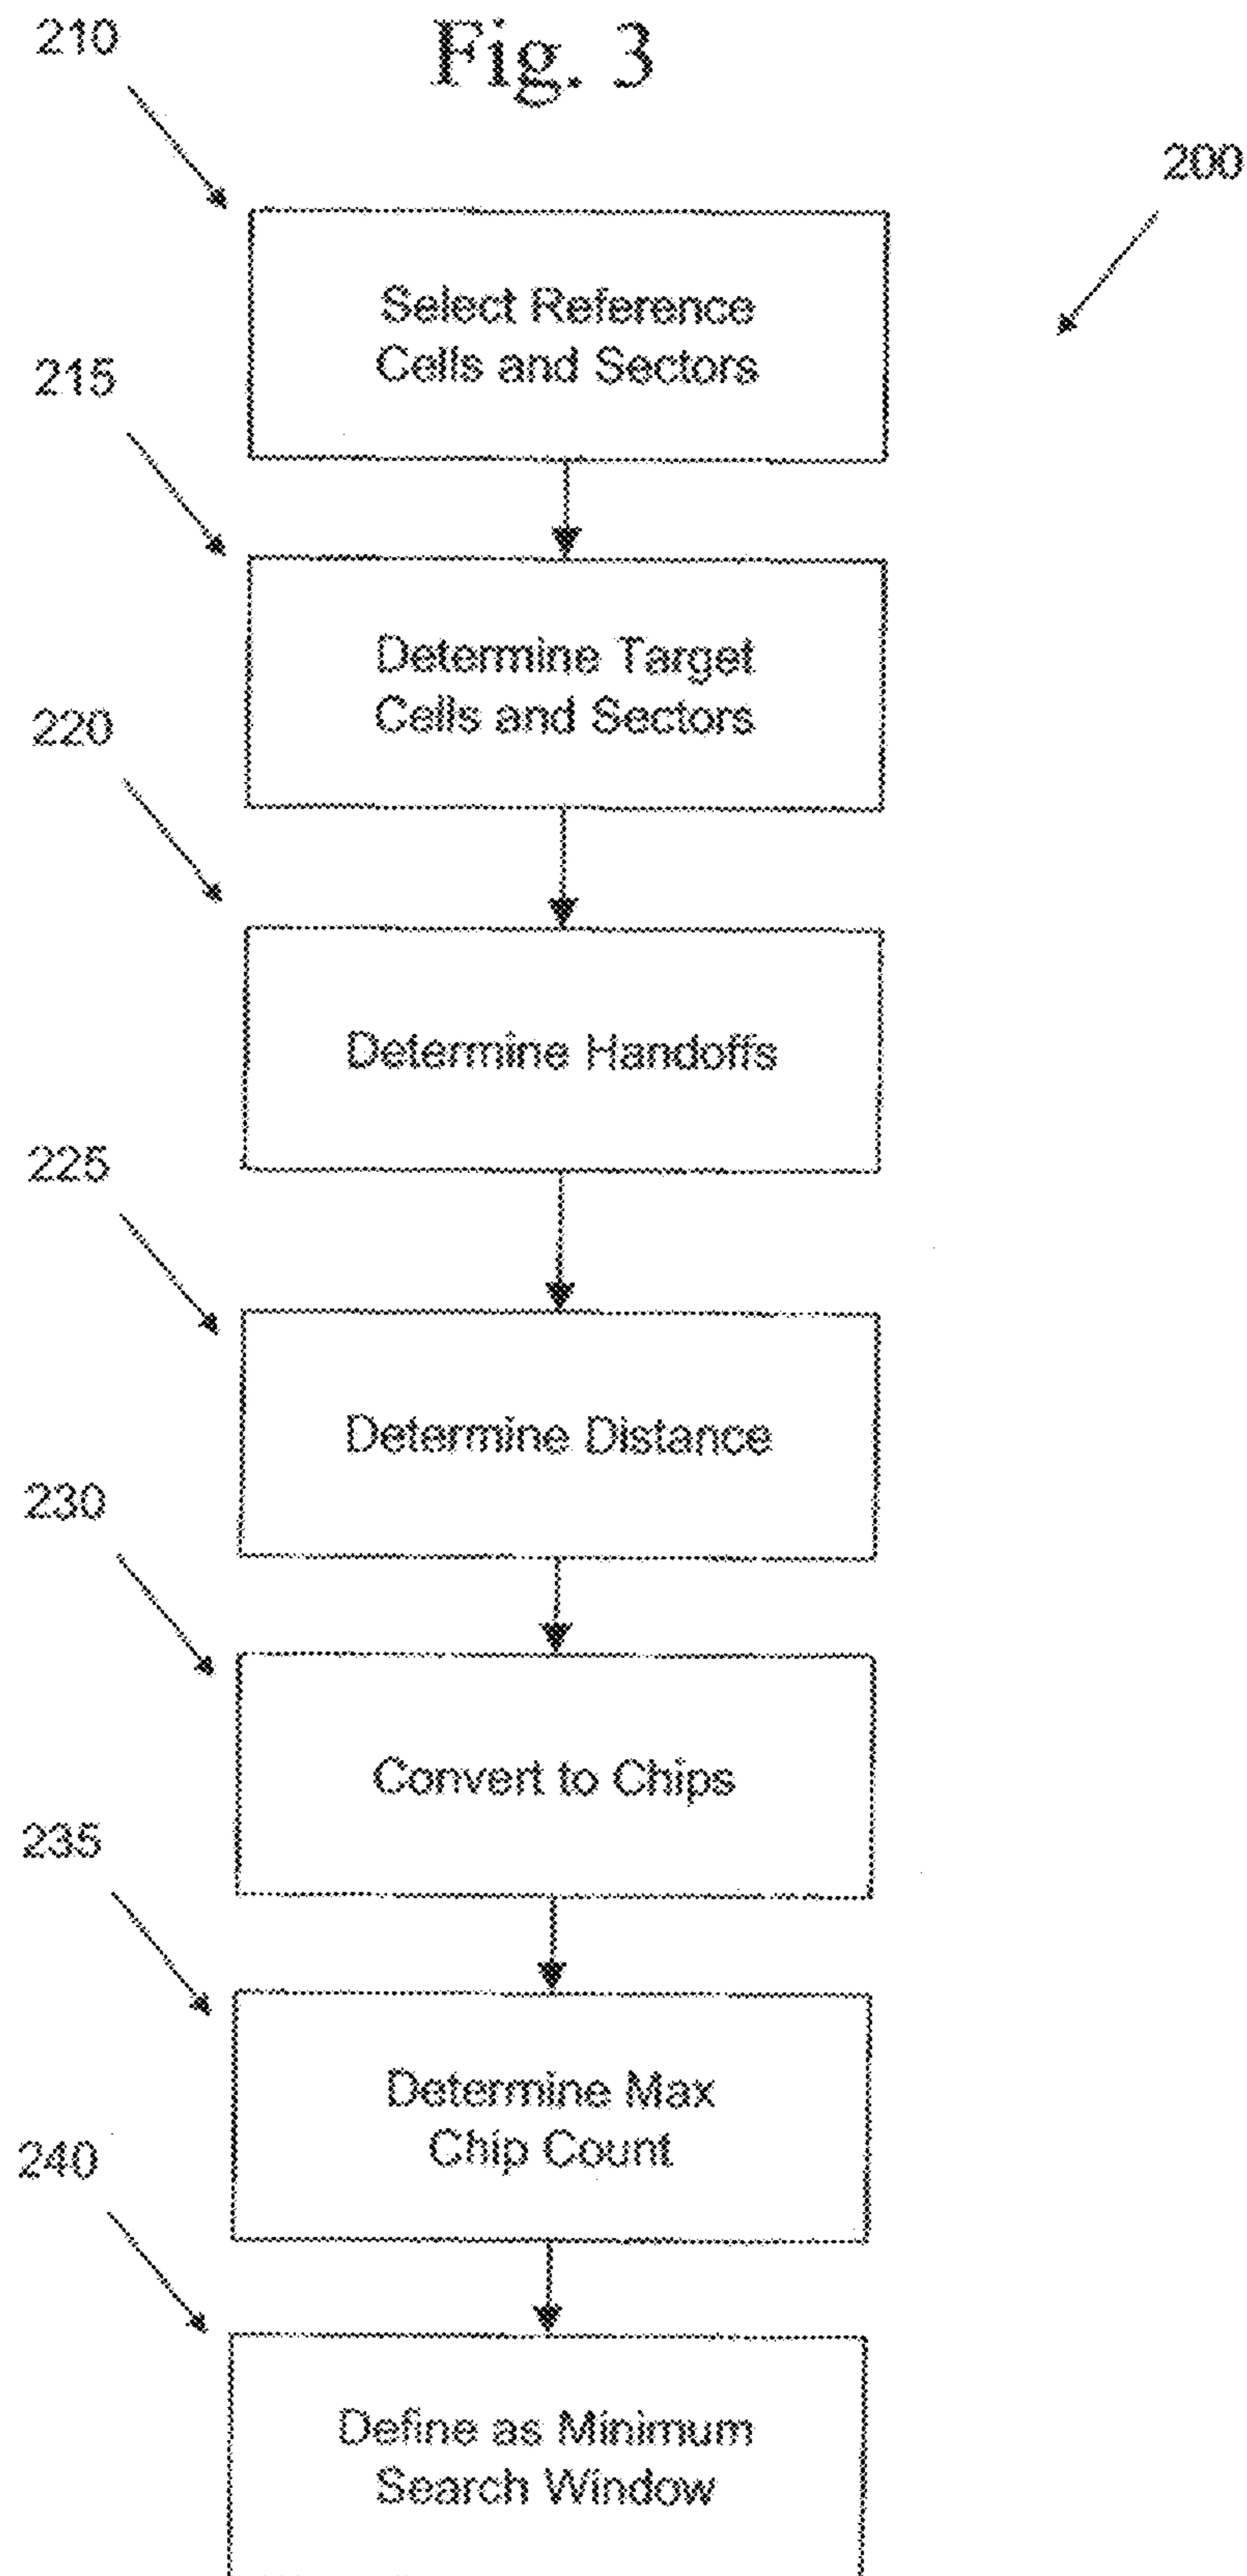 210
Fig. 3
200
Select Reference
Cells and Sectors
215
Determine Target
Cells and Sectors
220
Determine Handoffs
225
Determine Distance
230
Convert to Chips
235
Determine Max
Chip Count
240
Define as Minimum
Search Window